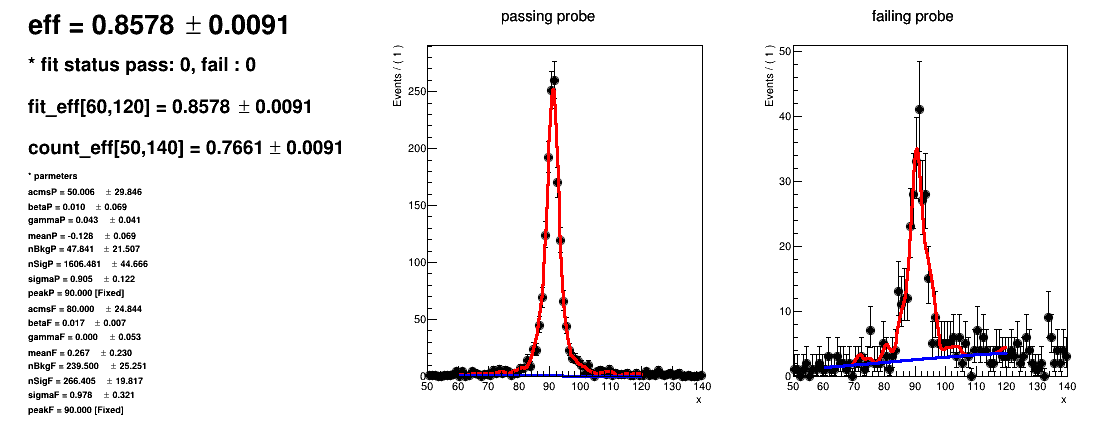 eff = 0.8578 ± 0.0091
* fit status pass: 0, fail : 0
fit_eff[60,120] = 0.8578 ± 0.0091
count_eff[50,140] = 0.7661 ± 0.0091
* parmeters
acmsP = 50.006 ± 29.846
betaP = 0.010 ± 0.069
gammaP = 0.043 ± 0.041
meanP = -0.128 ± 0.069
nBkgP = 47.841 ± 21.507
nSigP = 1606.481 ± 44.666
sigmaP = 0.905 ± 0.122
peakP = 90.000 [Fixed]
acmsF = 80.000 ± 24.844
betaF = 0.017 ± 0.007
gammaF = 0.000 ± 0.053
meanF = 0.267 ± 0.230
nBkgF = 239.500 ± 25.251
nSigF = 266.405 ± 19.817
sigmaF = 0.978 ± 0.321
peakF = 90.000 [Fixed]
passing probe
Events / ( 1 )
250
200
150
100
50
0
50 60 70 80 90 100 110 120 130 140
x
failing probe
Events / ( 1 )
50
40
30
20
10
0
50 60 70 80 90 100 110 120 130 140
x